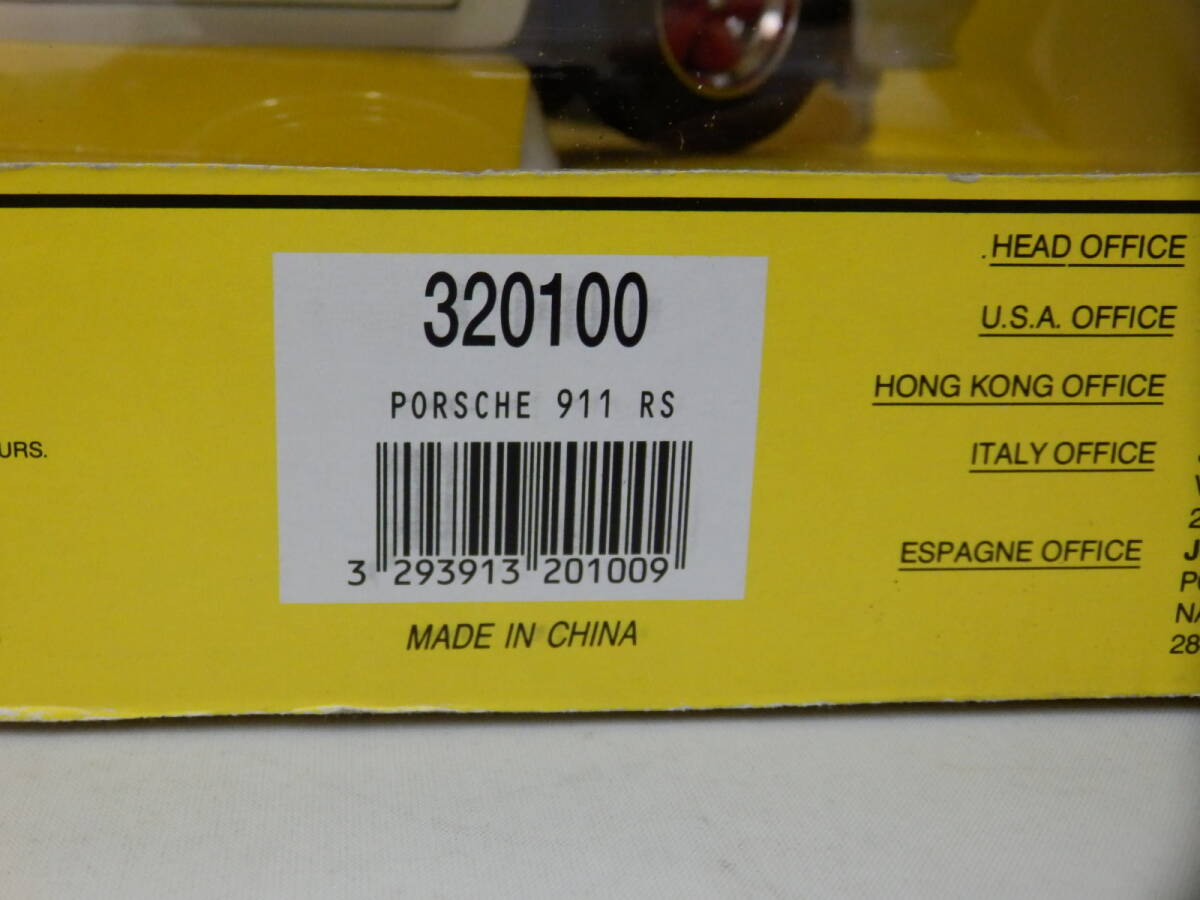 320100
PORSCHE 911 RS
3 293913 201009
MADE IN CHINA
URS.
.HEAD OFFICE
U.S.A. OFFICE
HONG KONG OFFICE
ITALY OFFICE
ESPAGNE OFFICE
28